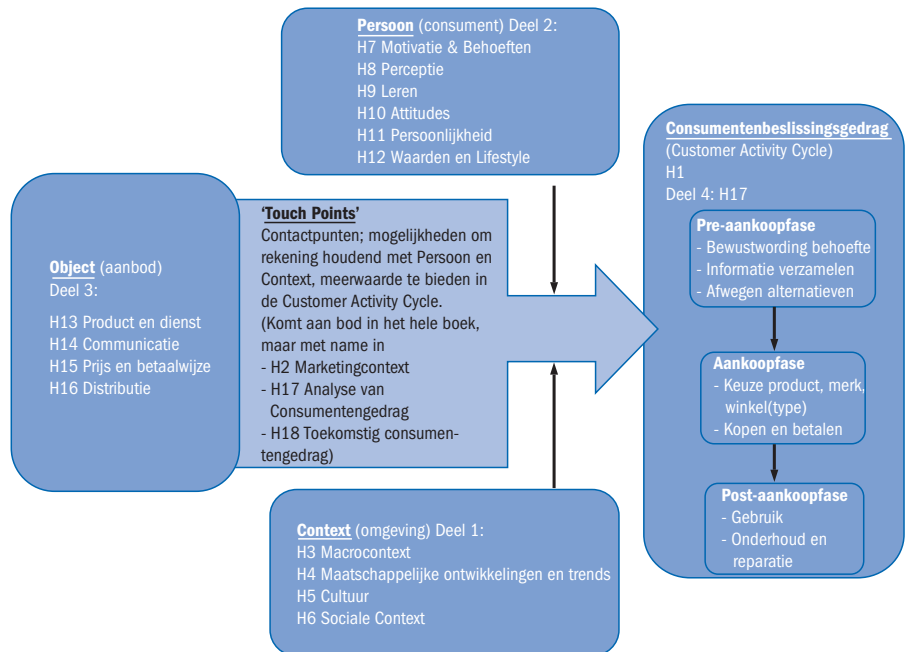 Persoon (consument) Deel 2:
H7 Motivatie & Behoeften
H8 Perceptie
H9 Leren
H10 Attitudes
H11 Persoonlijkheid
H12 Waarden en Lifestyle
Object (aanbod)
Deel 3:
H13 Product en dienst
H14 Communicatie
H15 Prijs en betaalwijze
H16 Distributie
'Touch Points'
Contactpunten; mogelijkheden om
rekening houdend met Persoon en
Context, meerwaarde te bieden in
de Customer Activity Cycle.
(Komt aan bod in het hele boek,
maar met name in
- H2 Marketingcontext
- H17 Analyse van
Consumentengedrag
- H18 Toekomstig consumen-
tengedrag)
Context (omgeving) Deel 1:
H3 Macrocontext
H4 Maatschappelijke ontwikkelingen en trends
H5 Cultuur
H6 Sociale Context
Consumentenbeslissingsgedrag
(Customer Activity Cycle)
H1
Deel 4: H17
Pre-aankoopfase
- Bewustwording behoefte
- Informatie verzamelen
- Afwegen alternatieven
Aankoopfase
- Keuze product, merk,
winkel(type)
- Kopen en betalen
Post-aankoopfase
- Gebruik
- Onderhoud en
reparatie